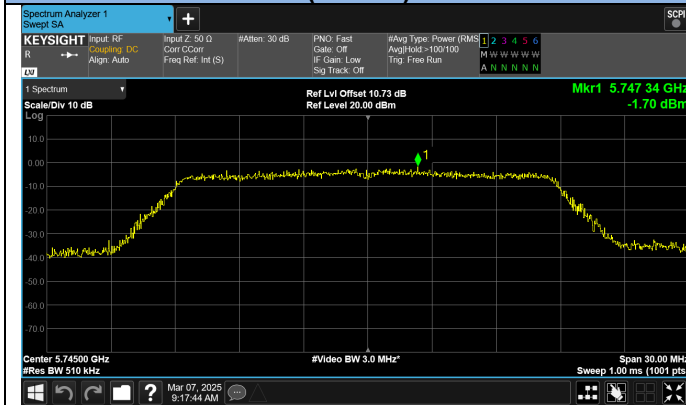 Spectrum Analyzer 1
Swept SA
+
SCPI
KEYSIGHT
R
LXI
Input: RF
Coupling: DC
Align: Auto
Input Z: 50 Ω
Corr CCorr
Freq Ref: Int (S)
#Atten: 30 dB
PNO: Fast
Gate: Off
IF Gain: Low
Sig Track: Off
#Avg Type: Power (RMS
Avg|Hold:>100/100
Trig: Free Run
1 2 3 4 5 6
M W W W W W
A N N N N N
1 Spectrum
Scale/Div 10 dB
Log
Ref Lvl Offset 10.73 dB
Ref Level 20.00 dBm
Mkr1 5.747 34 GHz
-1.70 dBm
10.0
0.00
-10.0
-20.0
-30.0
-40.0
-50.0
-60.0
-70.0
1
Center 5.74500 GHz
#Res BW 510 kHz
#Video BW 3.0 MHz*
Span 30.00 MHz
Sweep 1.00 ms (1001 pts
?
Mar 07, 2025
9:17:44 AM